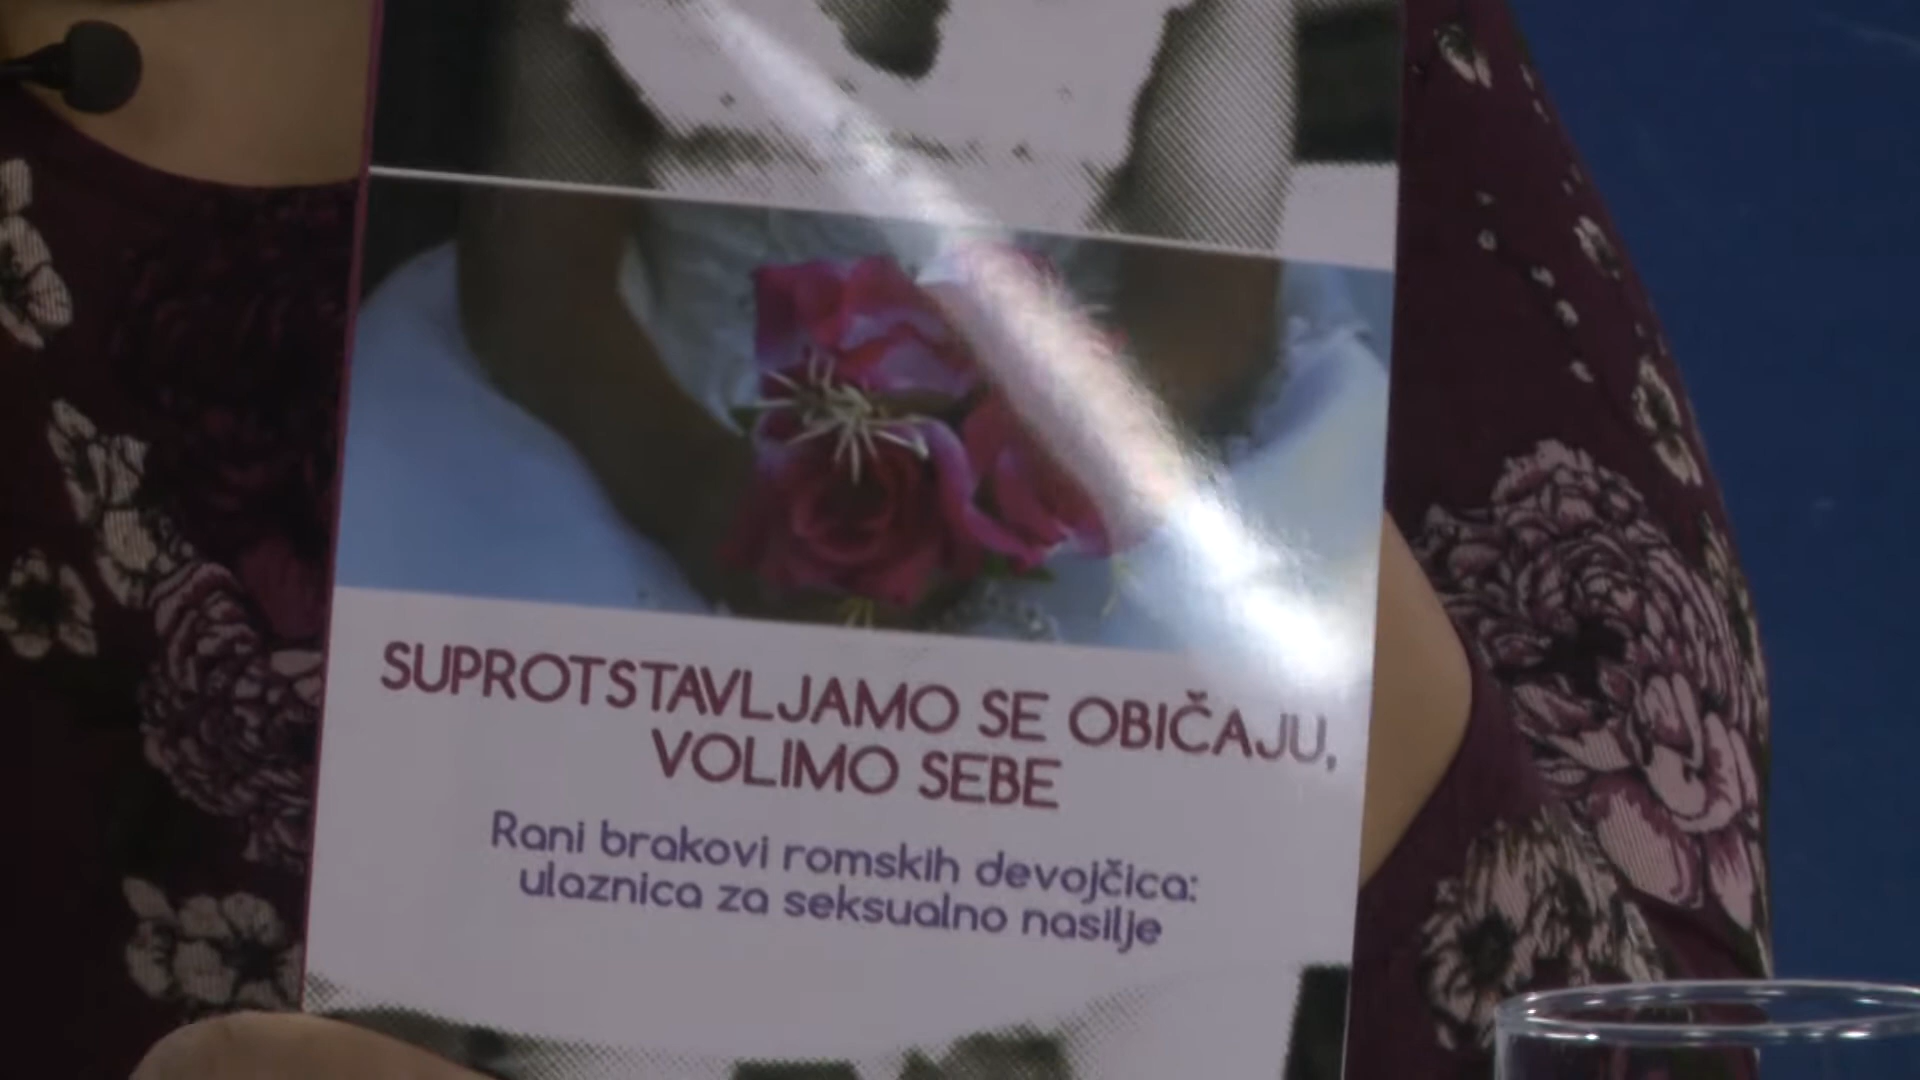 SUPROTSTAVLJAMO SE OBIČAJU,
VOLIMO SEBE
Rani brakovi romskih devojčica:
ulaznica za seksualno nasilje